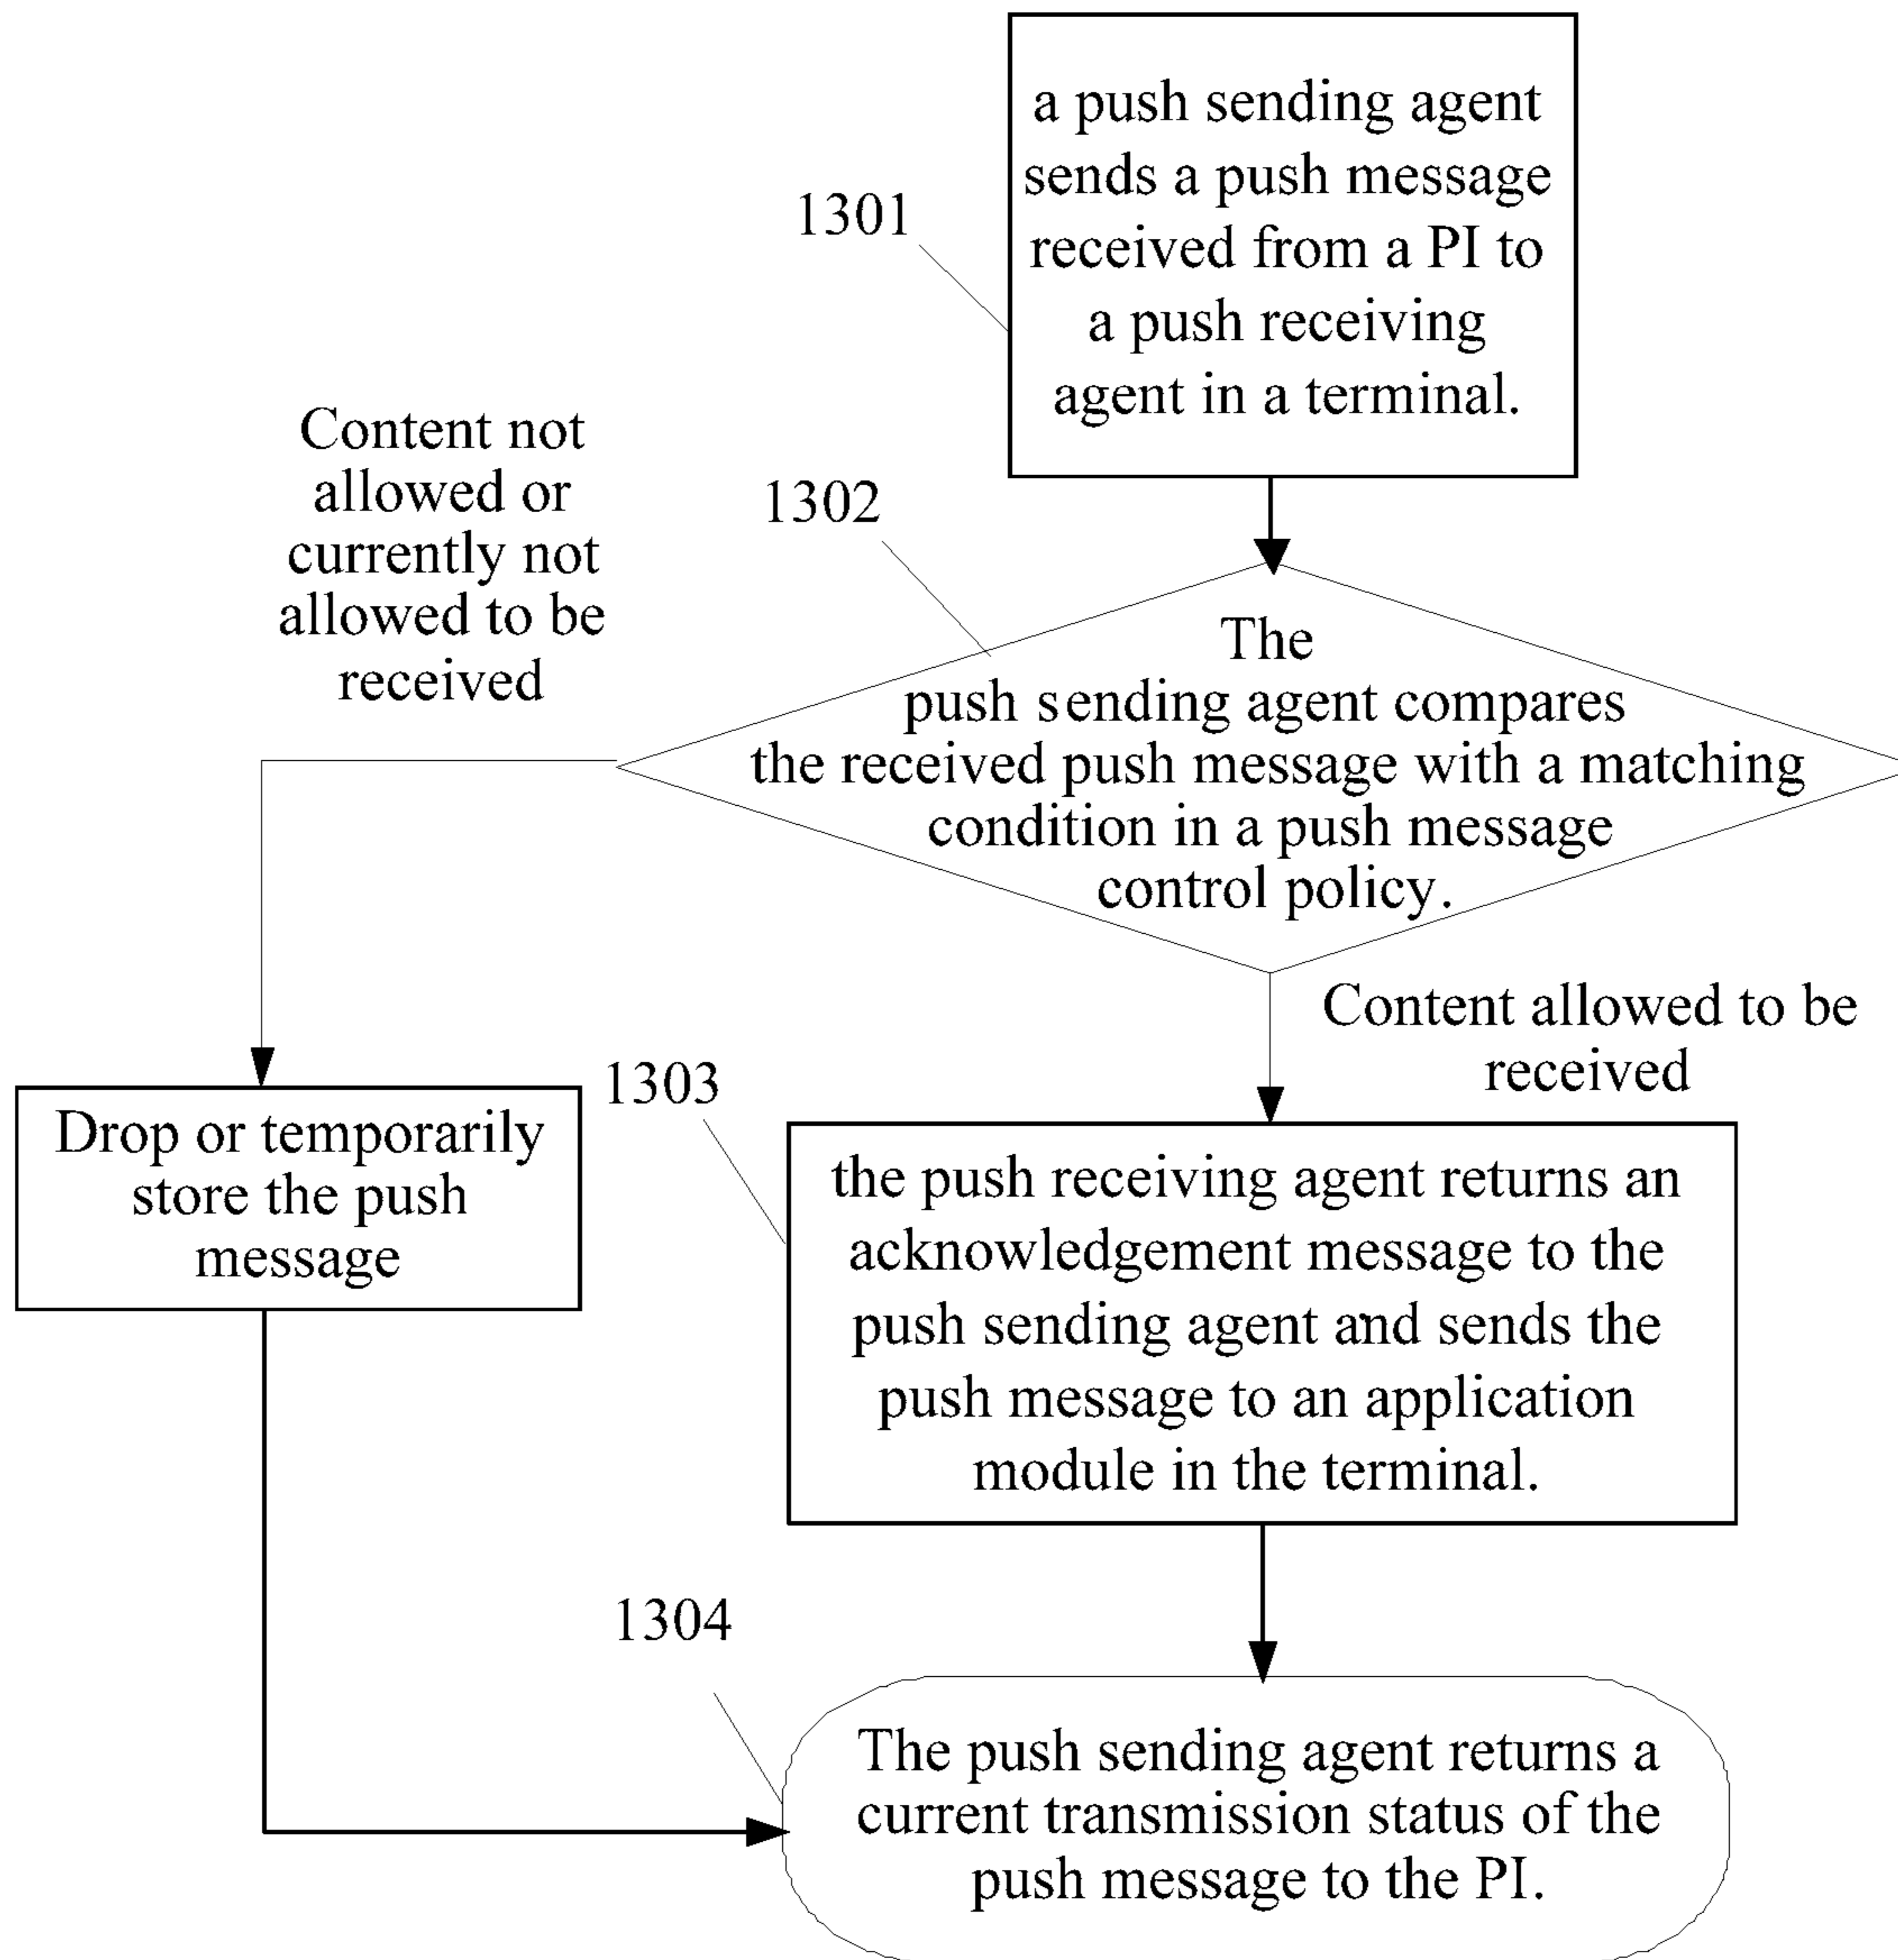 a push sending agent
sends a push message
received from a PI to
a push receiving
agent in a terminal.
1301
Content not
allowed or
currently not
allowed to be
received
1302
The
push sending agent compares
the received push message with a matching
condition in a push message
control policy.
Content allowed to be
received
Drop or temporarily
store the push
message
1303
the push receiving agent returns an
acknowledgement message to the
push sending agent and sends the
push message to an application
module in the terminal.
1304
The push sending agent returns a
current transmission status of the
push message to the PI.